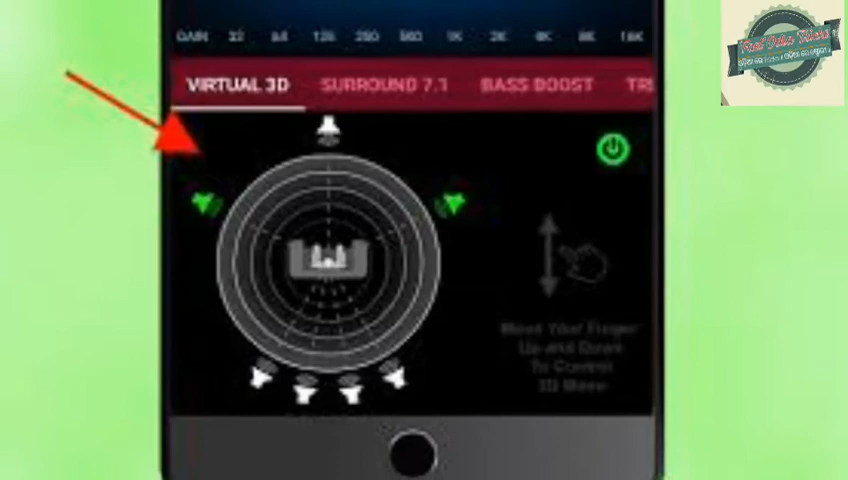 GAIN 32 64 125 250 500 1K 2K 4K 8K 16K
VIRTUAL 3D SURROUND 7.1 BASS BOOST TRE
Move Your Finger
Up and Down
To Control
3D Move